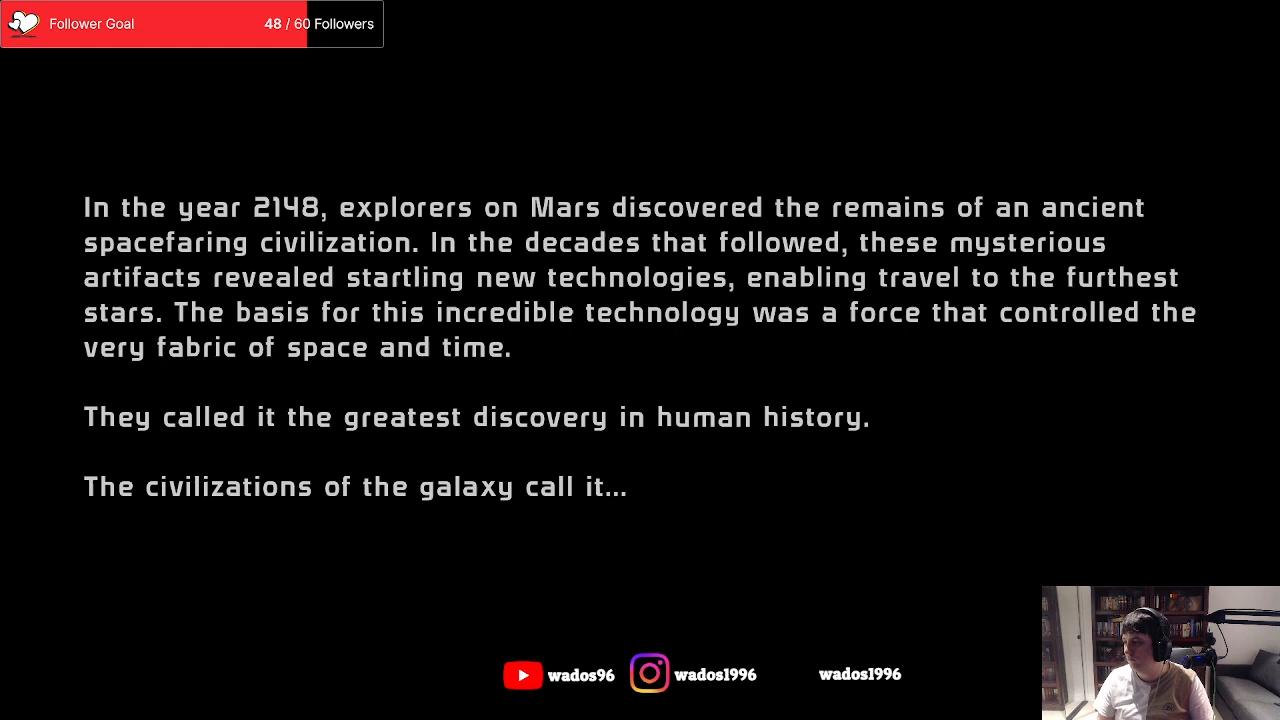 Follower Goal 48 / 60 Followers
In the year 2148, explorers on Mars discovered the remains of an ancient
spacefaring civilization. In the decades that followed, these mysterious
artifacts revealed startling new technologies, enabling travel to the furthest
stars. The basis for this incredible technology was a force that controlled the
very fabric of space and time.
They called it the greatest discovery in human history.
The civilizations of the galaxy call it...
wados96 wados1996 wados1996